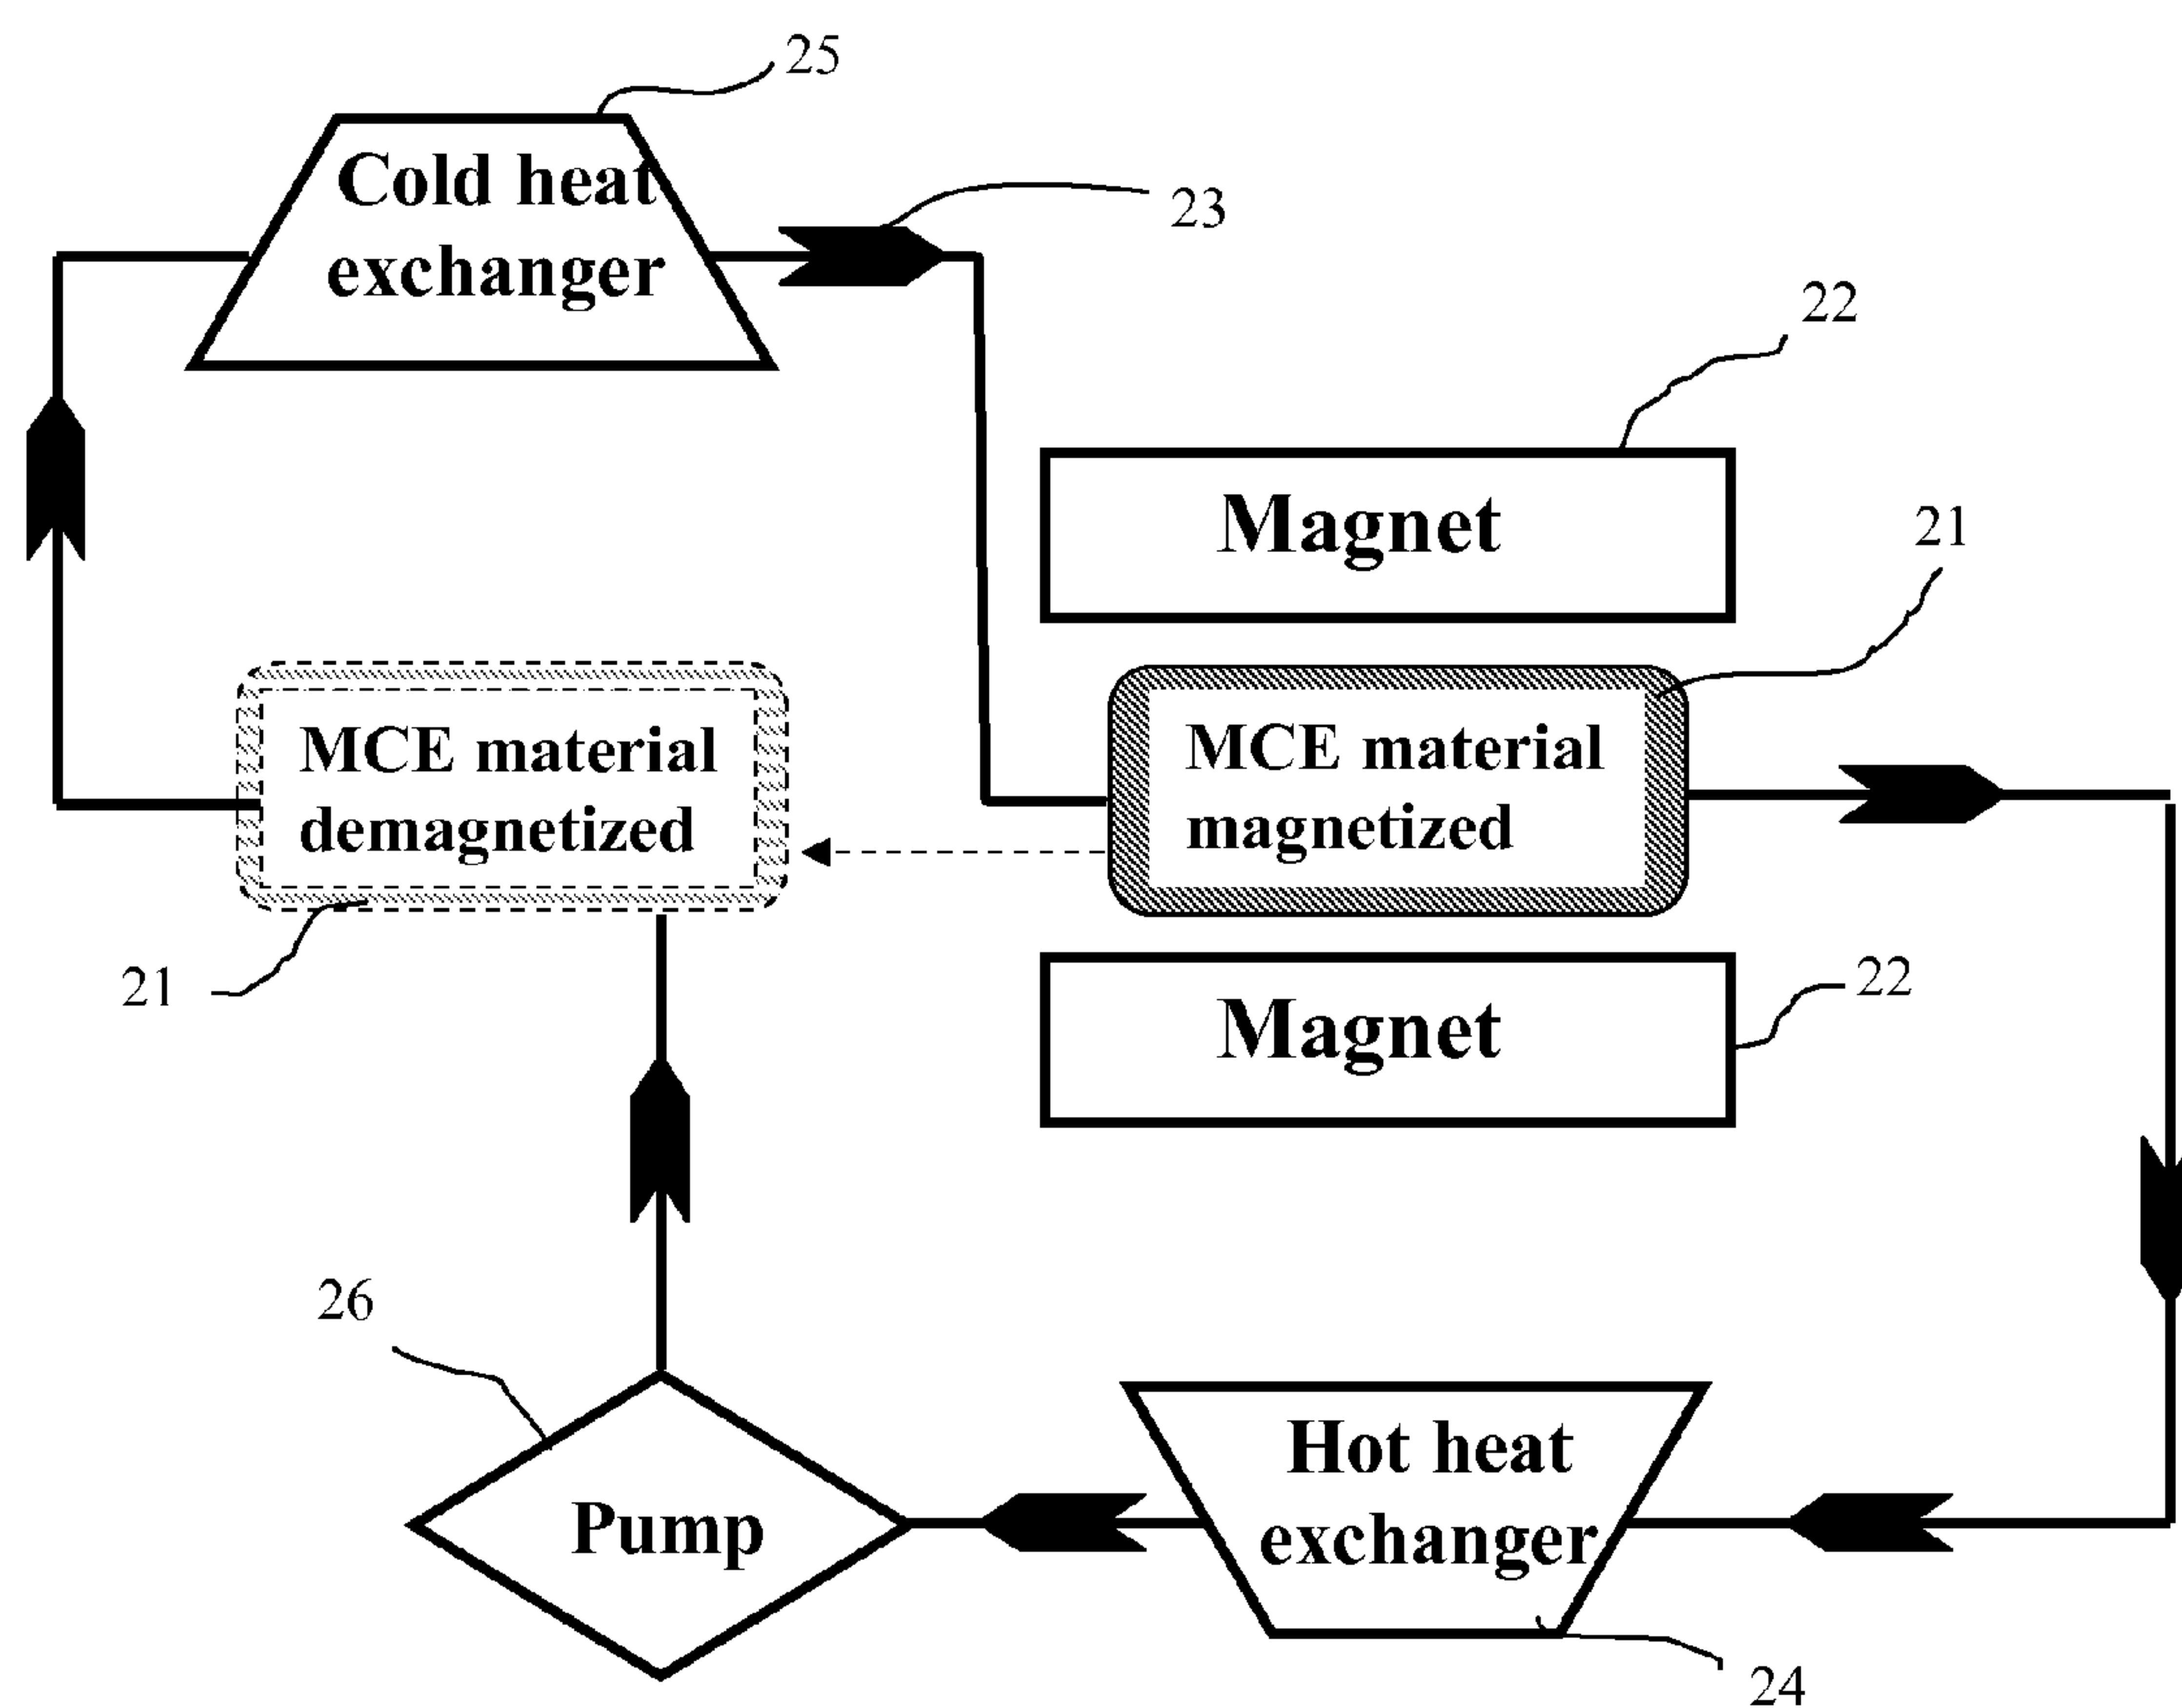 25
Cold heat
exchanger
23
22
Magnet
21
MCE material
demagnetized
MCE material
magnetized
21
Magnet
22
26
Pump
Hot heat
exchanger
24